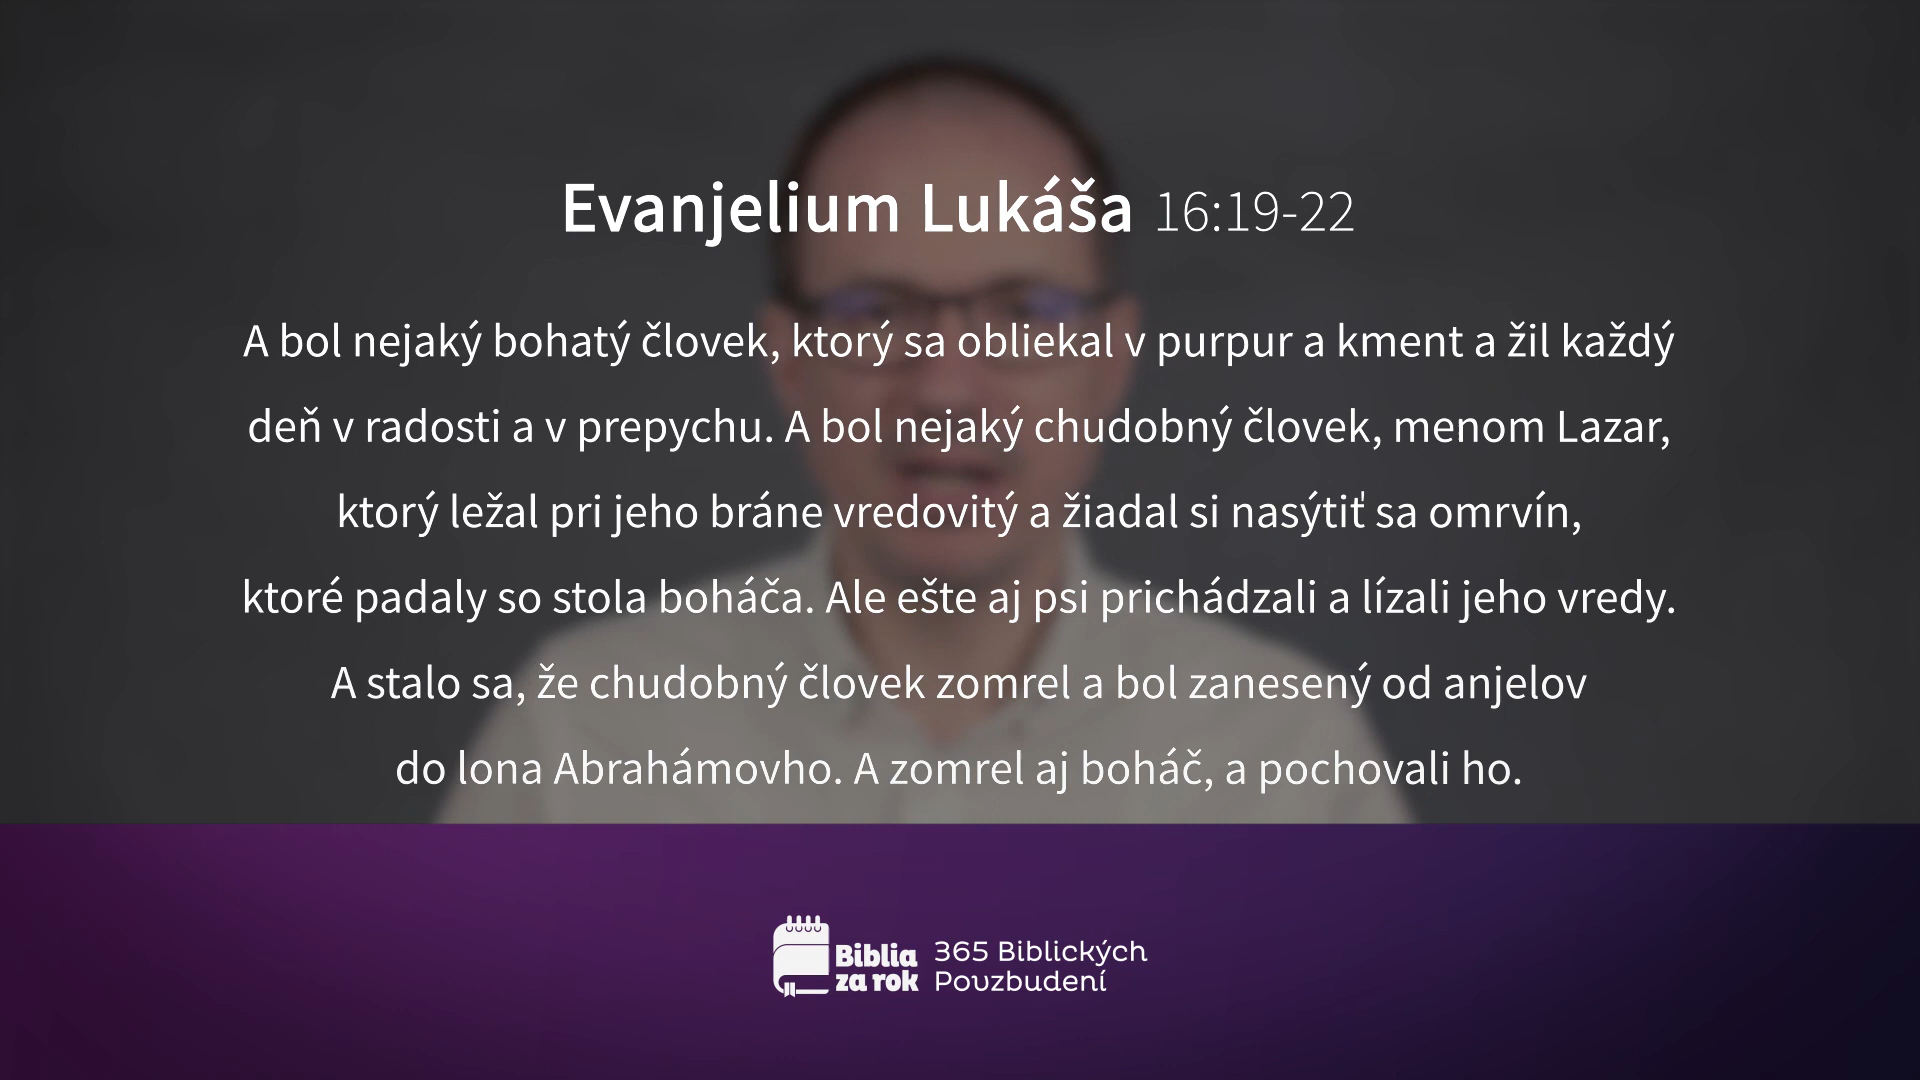 Evanjelium Lukáša 16:19-22
A bol nejaký bohatý človek, ktorý sa obliekal v purpur a kment a žil každý
deň v radosti a v prepychu. A bol nejaký chudobný človek, menom Lazar,
ktorý ležal pri jeho bráne vredovitý a žiadal si nasýtiť sa omrvín,
ktoré padaly so stola boháča. Ale ešte aj psi prichádzali a lízali jeho vredy.
A stalo sa, že chudobný človek zomrel a bol zanesený od anjelov
do lona Abrahámovho. A zomrel aj boháč, a pochovali ho.
Biblia
za rok
365 Biblických
Povzbudení